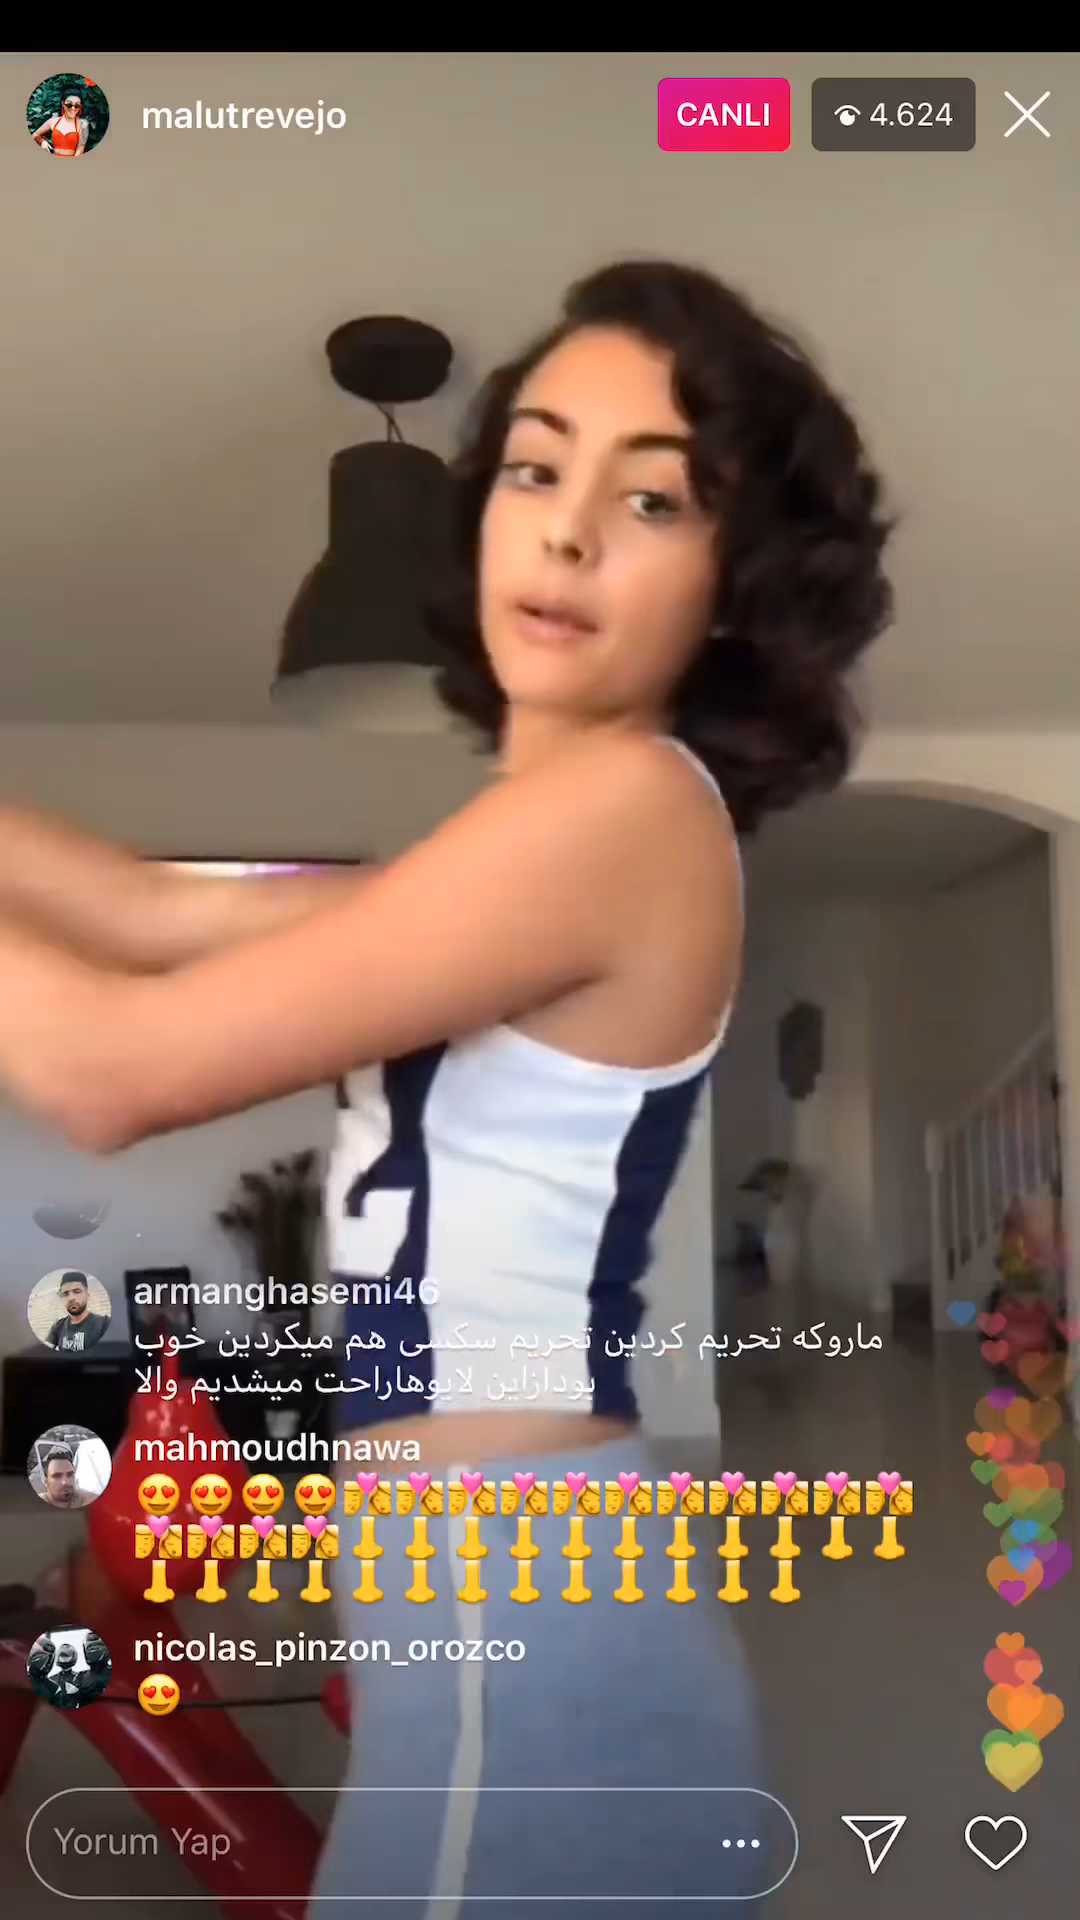 malutrevejo
CANLI
4.624
armanghasemi46
ماروکه تحریم کردین تحریم سکسی هم میکردین خوب
بودازاین لایوهاراحت میشدیم والا
mahmoudhnawa
😍😍😍😍💏💏💏💏💏💏💏💏💏💏💏
💏💏💏💏👃👃👃👃👃👃👃👃👃👃👃
👃👃👃👃👃👃👃👃👃👃👃👃👃
nicolas_pinzon_orozco
😍
Yorum Yap